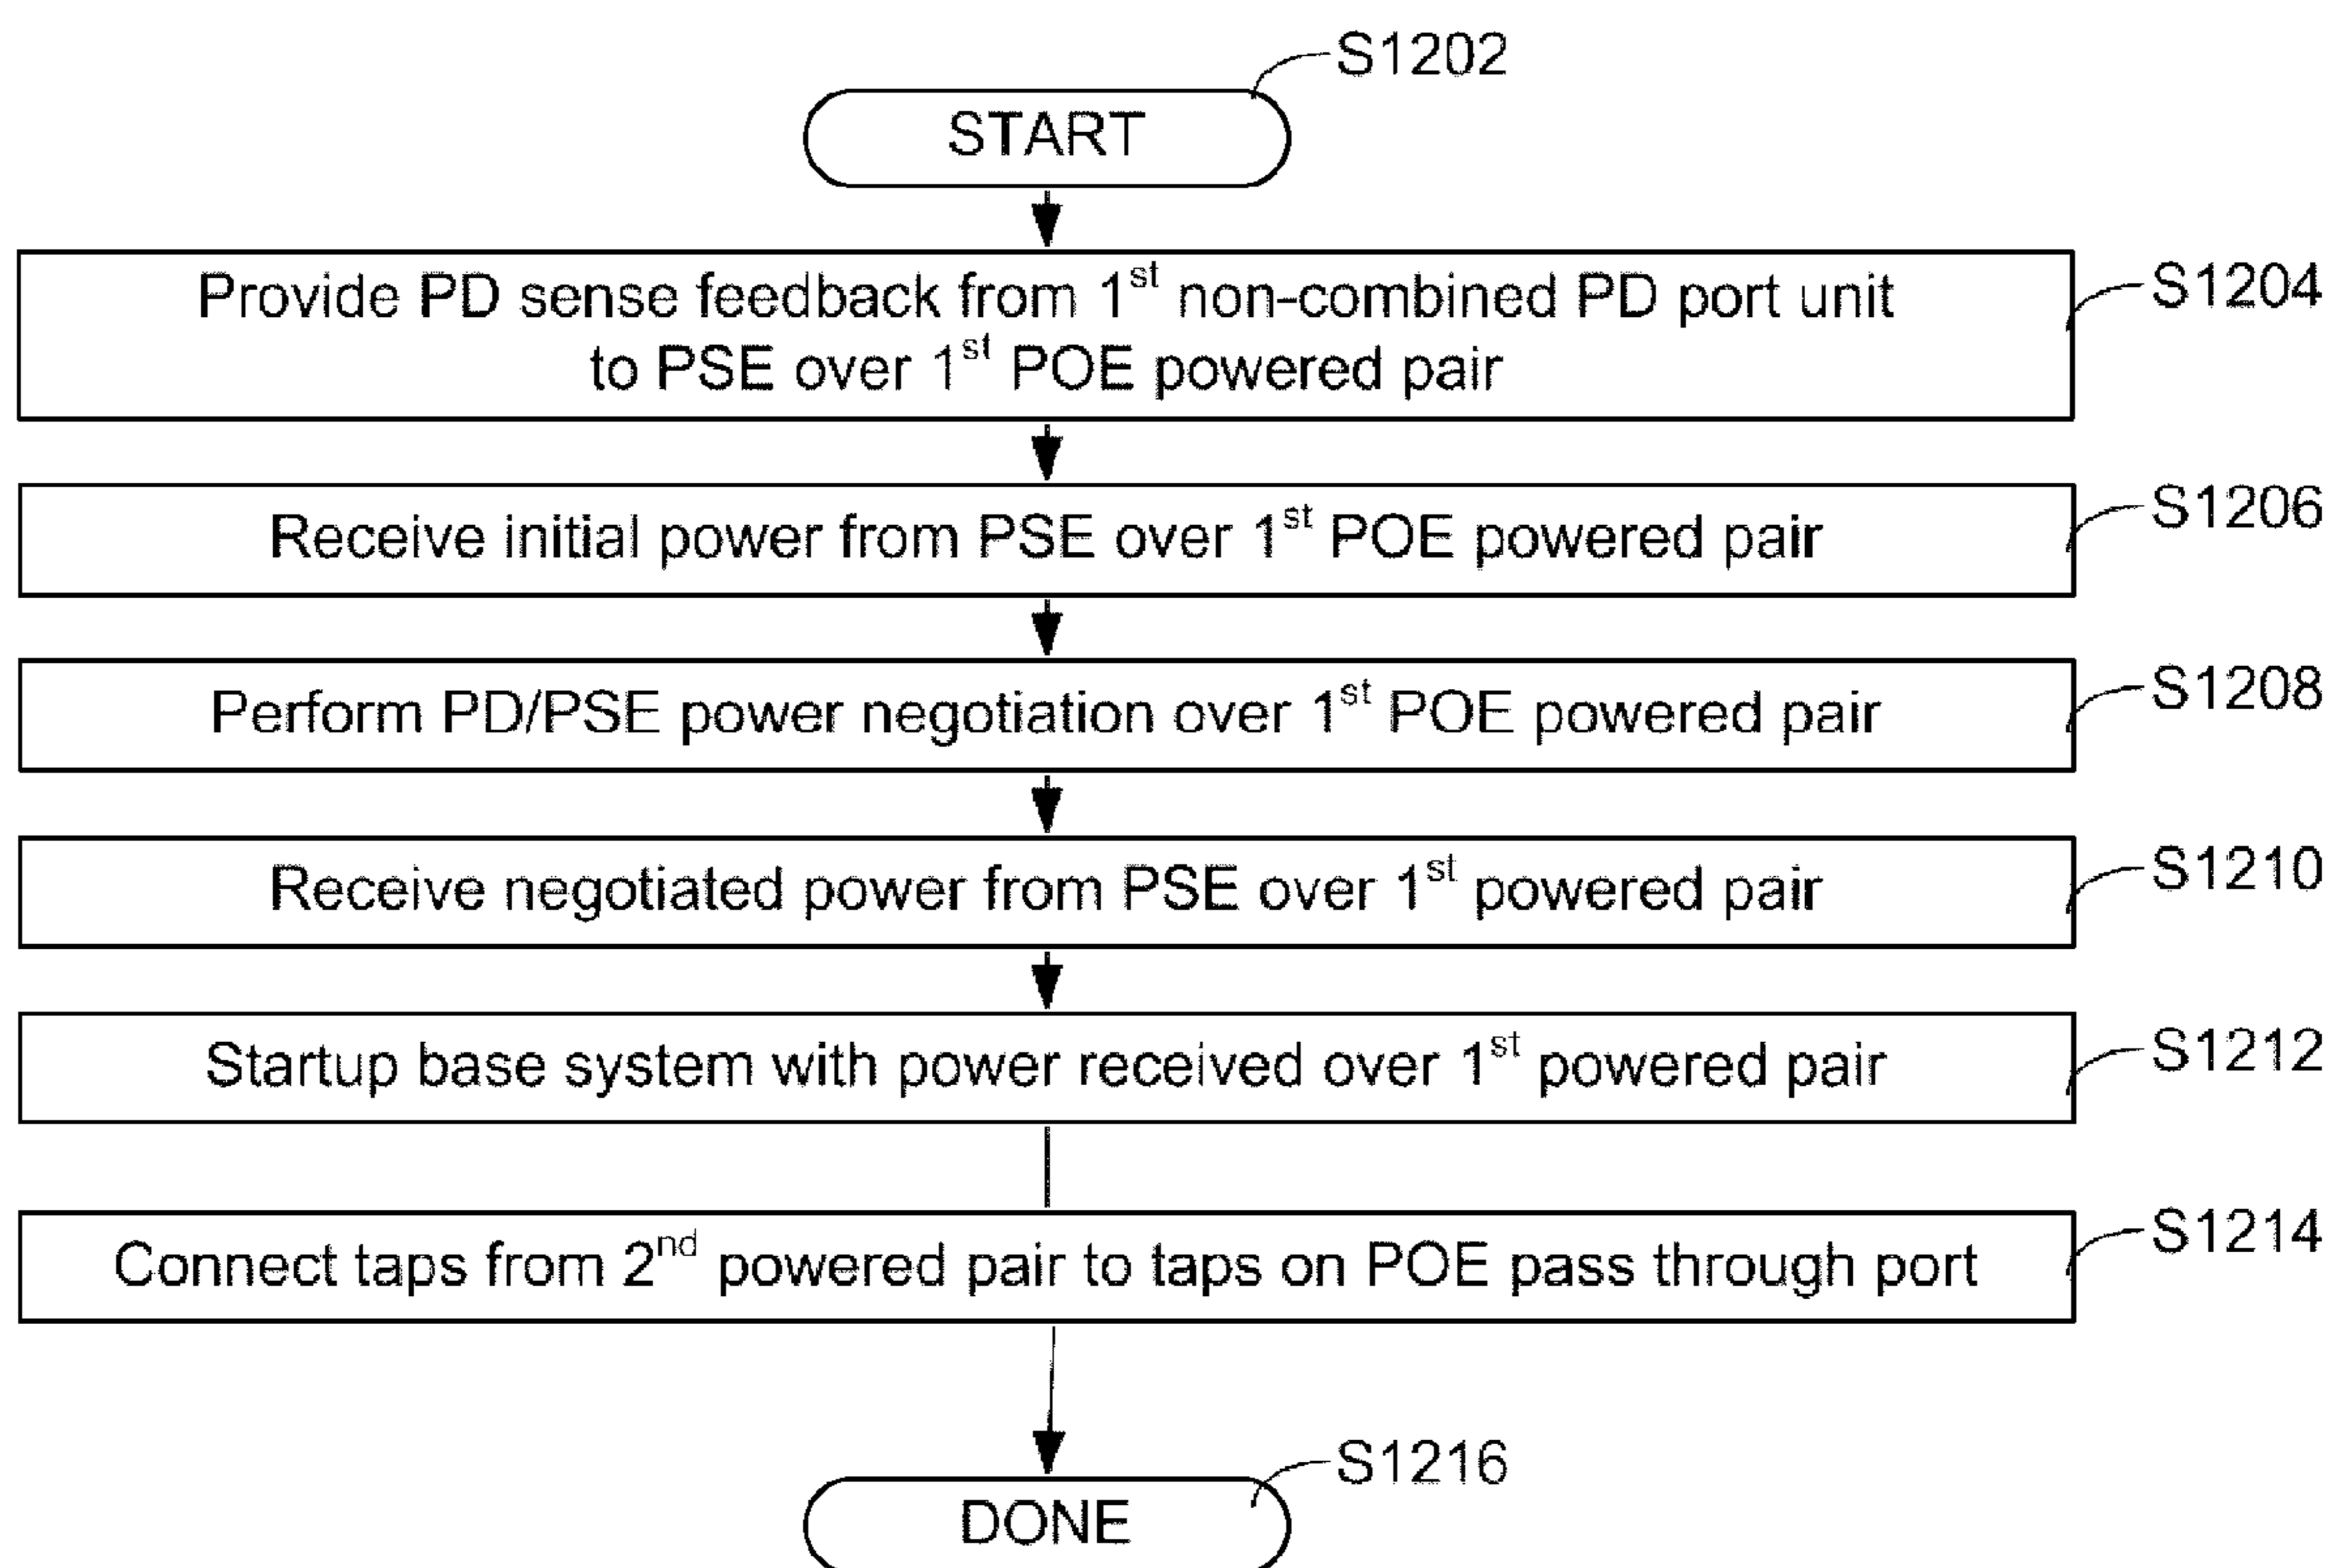 S1202
START
Provide PD sense feedback from 1st non-combined PD port unit
to PSE over 1st POE powered pair
S1204
Receive initial power from PSE over 1st POE powered pair
S1206
Perform PD/PSE power negotiation over 1st POE powered pair
S1208
Receive negotiated power from PSE over 1st powered pair
S1210
Startup base system with power received over 1st powered pair
S1212
Connect taps from 2nd powered pair to taps on POE pass through port
S1214
S1216
DONE